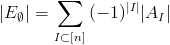 |E_∅| = ∑_{I⊂[n]} (-1)^{|I|} |A_I|